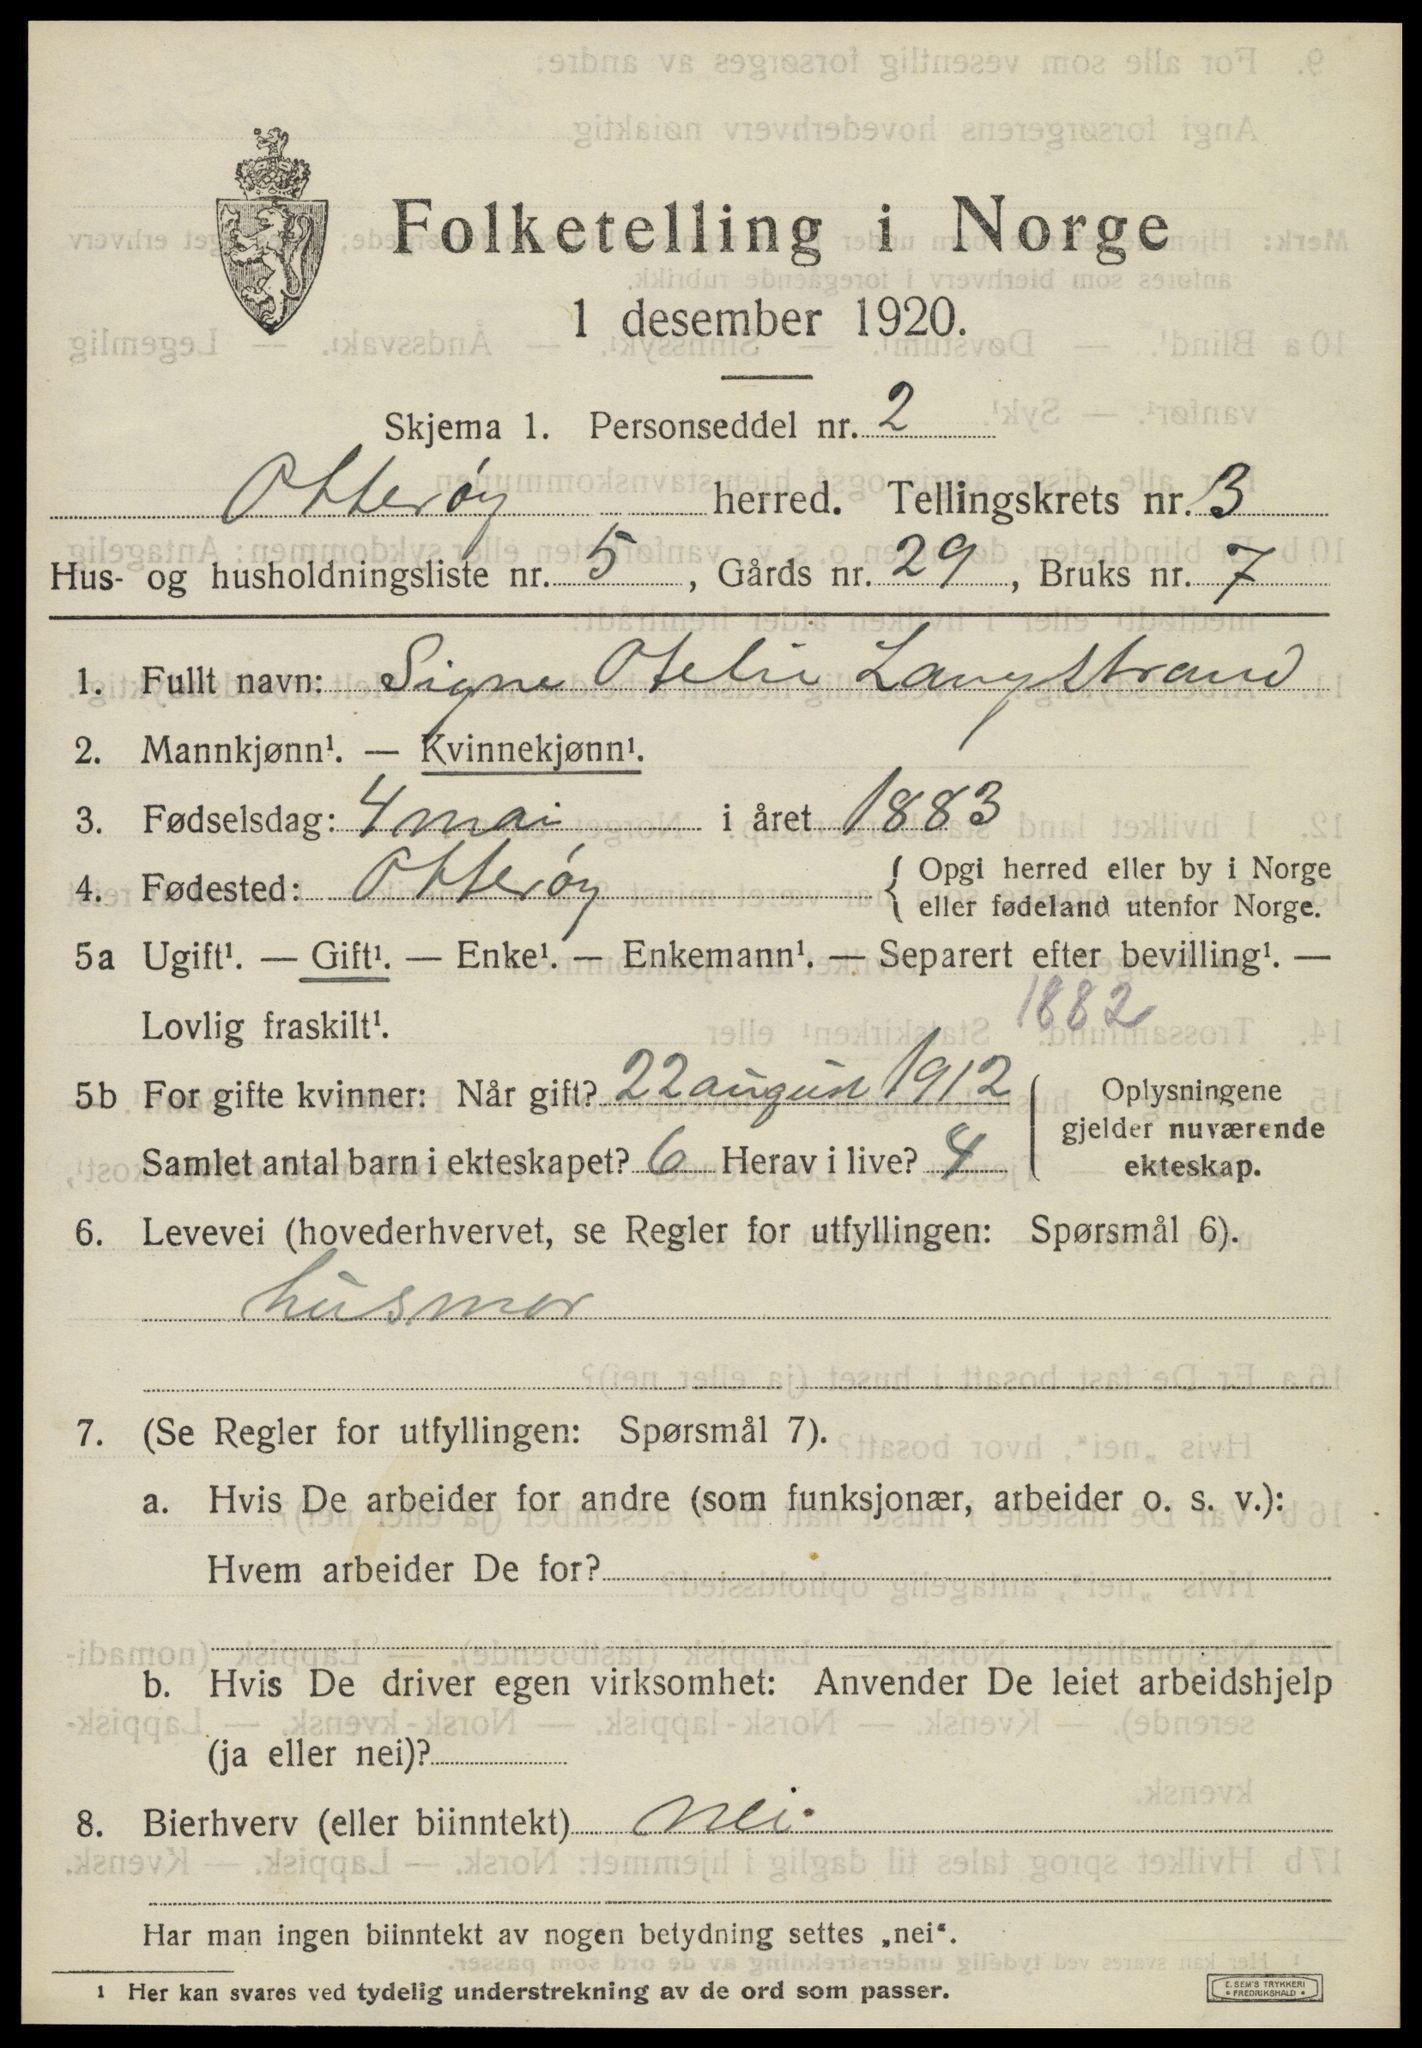 Folketelling i Norge
1 desember 1920.
Skjema 1. Personseddel nr. 2
Otterøy herred. Tellingskrets nr. 3
Hus- og husholdningsliste nr. 5, Gårds nr. 29, Bruks nr. 7
1. Fullt navn: Signe Otelie Langstrand
2. Mannkjønn¹. — Kvinnekjønn¹.
3. Fødselsdag: 4 mai i året 1883
4. Fødested: Otterøy { Opgi herred eller by i Norge
eller fødeland utenfor Norge.
5a Ugift¹. — Gift¹. — Enke¹. — Enkemann¹. — Separert efter bevilling¹. —
Lovlig fraskilt¹.
1882
5b For gifte kvinner: Når gift? 22 august 1912
Samlet antal barn i ekteskapet? 6 Herav i live? 4
Oplysningene
gjelder nuværende
ekteskap.
6. Levevei (hovederhvervet, se Regler for utfyllingen: Spørsmål 6).
husmor
7. (Se Regler for utfyllingen: Spørsmål 7).
a. Hvis De arbeider for andre (som funksjonær, arbeider o. s. v.):
Hvem arbeider De for?
b. Hvis De driver egen virksomhet: Anvender De leiet arbeidshjelp
(ja eller nei)?
8. Bierhverv (eller biinntekt) nei
Har man ingen biinntekt av nogen betydning settes „nei“.
¹ Her kan svares ved tydelig understrekning av de ord som passer.
E. SEM'S TRYKKERI
• FREDRIKSHALD •